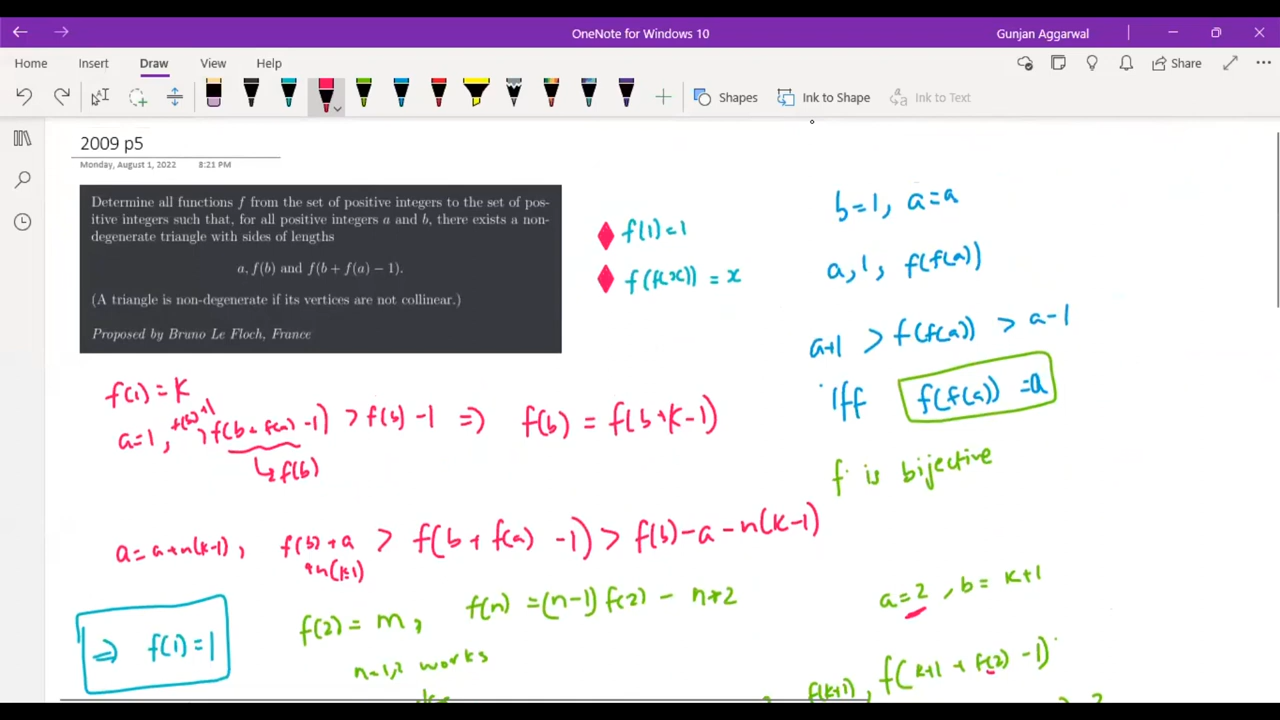 OneNote for Windows 10
Gunjan Aggarwal
Home Insert Draw View Help
Share
Shapes
Ink to Shape
Ink to Text
2009 p5
Monday, August 1, 2022 8:21 PM
Determine all functions f from the set of positive integers to the set of pos-
itive integers such that, for all positive integers a and b, there exists a non-
degenerate triangle with sides of lengths
a, f(b) and f(b + f(a) − 1).
(A triangle is non-degenerate if its vertices are not collinear.)
Proposed by Bruno Le Floch, France
f(1)=1
f(f(x)) = x
b=1, a=a
a, 1, f(f(a))
a+1 > f(f(a)) > a-1
iff f(f(a)) = a
f is bijective
f(1) = k
f(b)+1
a=1, > f(b+f(a)-1) > f(b)-1 => f(b) = f(b+k-1)
↳ f(b)
a=a+n(k-1), f(b)+a > f(b+f(a)-1) > f(b)-a-n(k-1)
+n(k-1)
=> f(1)=1
f(2) = m, f(n) = (n-1)f(2) - n+2
n=1,2 works
a=2, b=k+1
f(k+1), f(k+1 + f(2) -1)